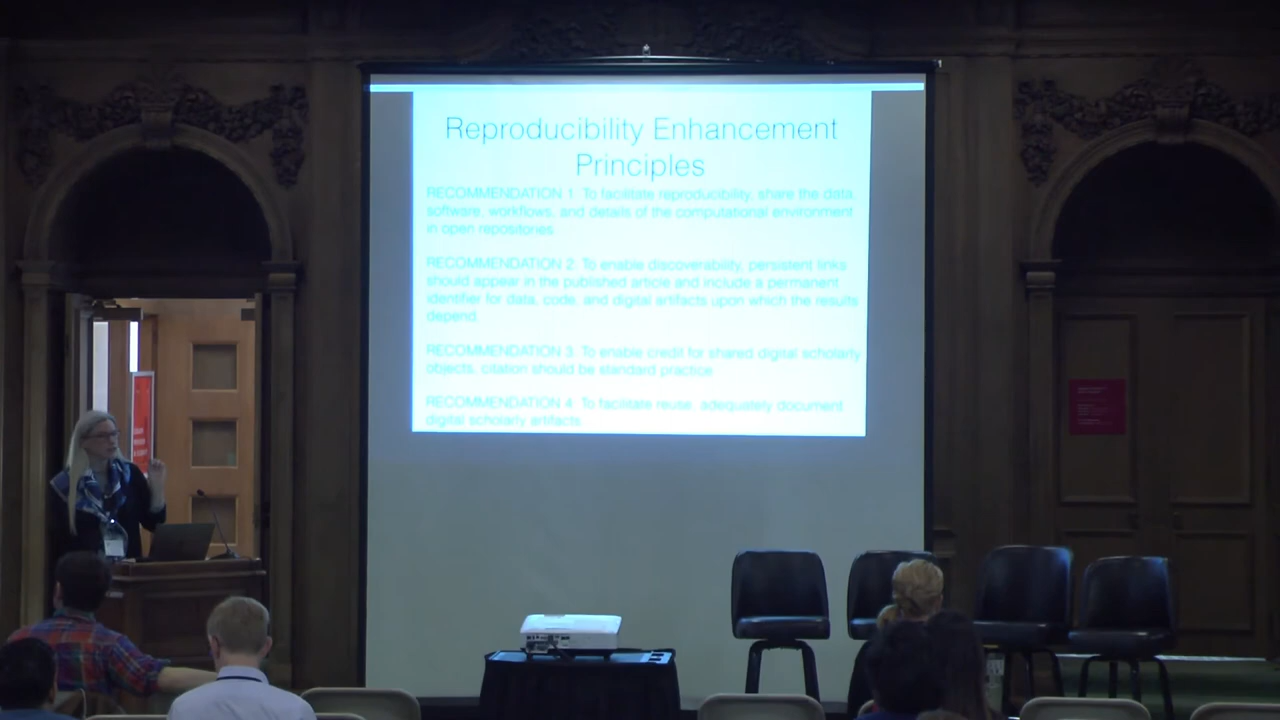 Reproducibility Enhancement
Principles
RECOMMENDATION 1: To facilitate reproducibility, share the data,
software, workflows, and details of the computational environment
in open repositories.
RECOMMENDATION 2: To enable discoverability, persistent links
should appear in the published article and include a permanent
identifier for data, code, and digital artifacts upon which the results
depend.
RECOMMENDATION 3: To enable credit for shared digital scholarly
objects, citation should be standard practice.
RECOMMENDATION 4: To facilitate reuse, adequately document
digital scholarly artifacts.